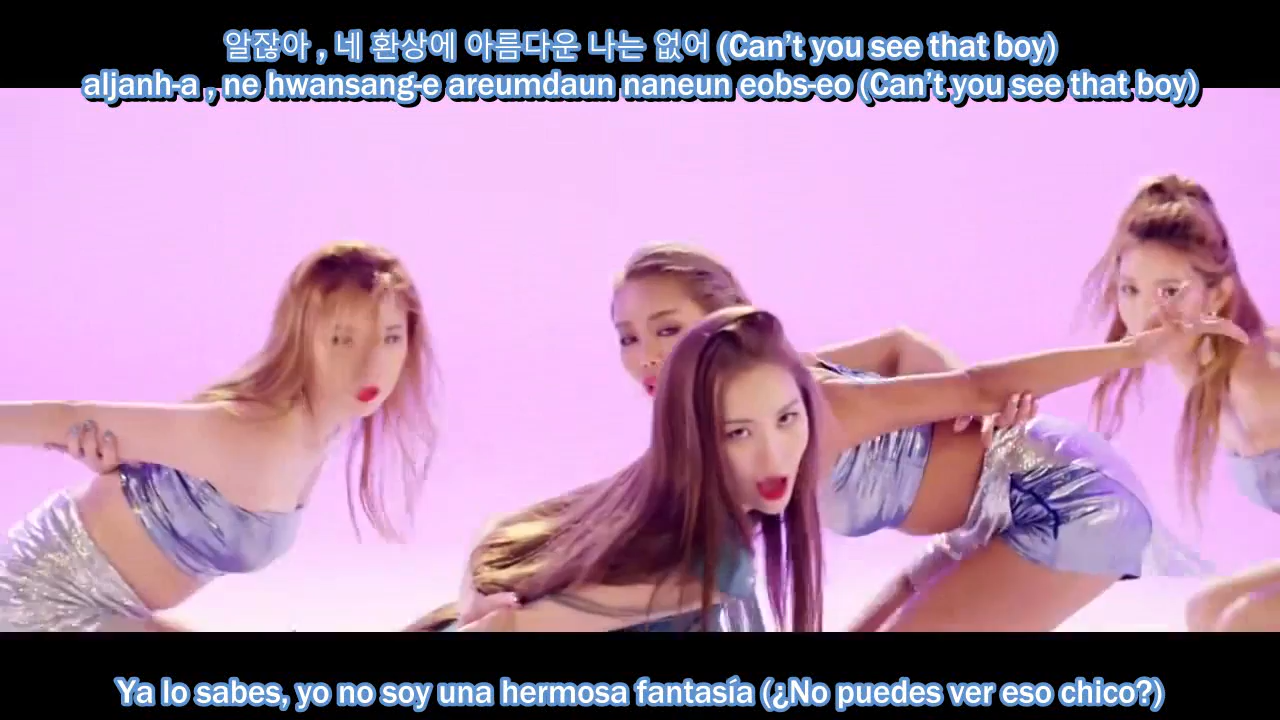 알잖아 , 네 환상에 아름다운 나는 없어 (Can’t you see that boy)
aljanh-a , ne hwansang-e areumdaun naneun eobs-eo (Can’t you see that boy)
Ya lo sabes, yo no soy una hermosa fantasía (¿No puedes ver eso chico?)